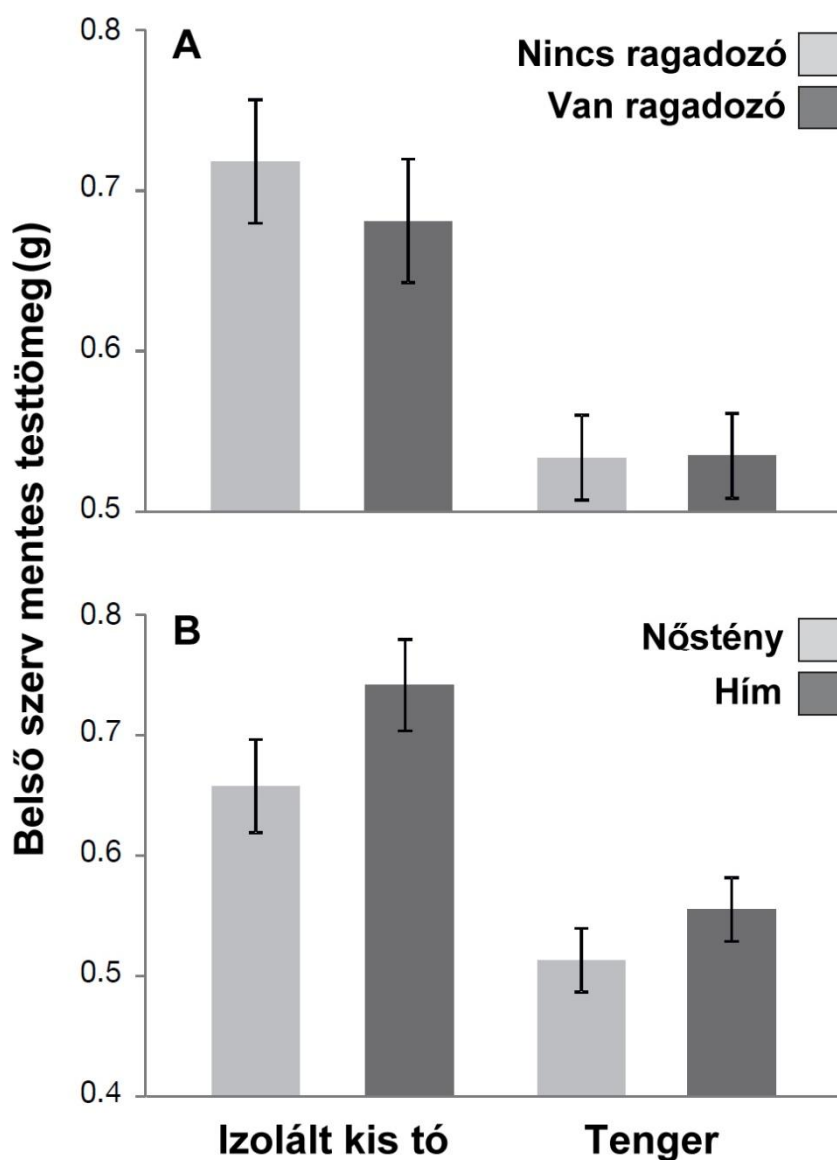 0.8
A
Nincs ragadozó
Van ragadozó
0.7
0.6
0.5
Belső szerv mentes testtömeg(g)
0.8
B
Nőstény
Hím
0.7
0.6
0.5
0.4
Izolált kis tó
Tenger